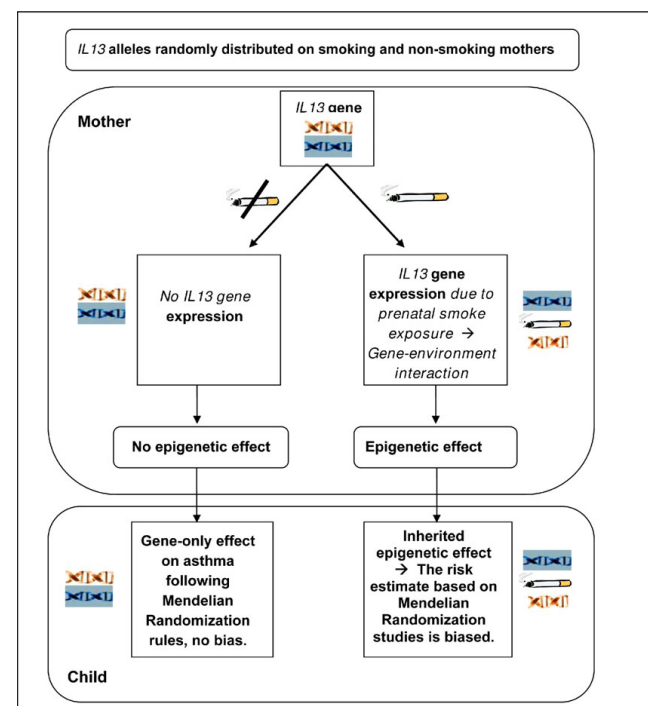 IL13 alleles randomly distributed on smoking and non-smoking mothers
Mother
IL13 gene
No IL13 gene
expression
IL13 gene
expression due to
prenatal smoke
exposure →
Gene-environment
interaction
No epigenetic effect
Epigenetic effect
Gene-only effect
on asthma
following
Mendelian
Randomization
rules, no bias.
Inherited
epigenetic effect
→ The risk
estimate based on
Mendelian
Randomization
studies is biased.
Child